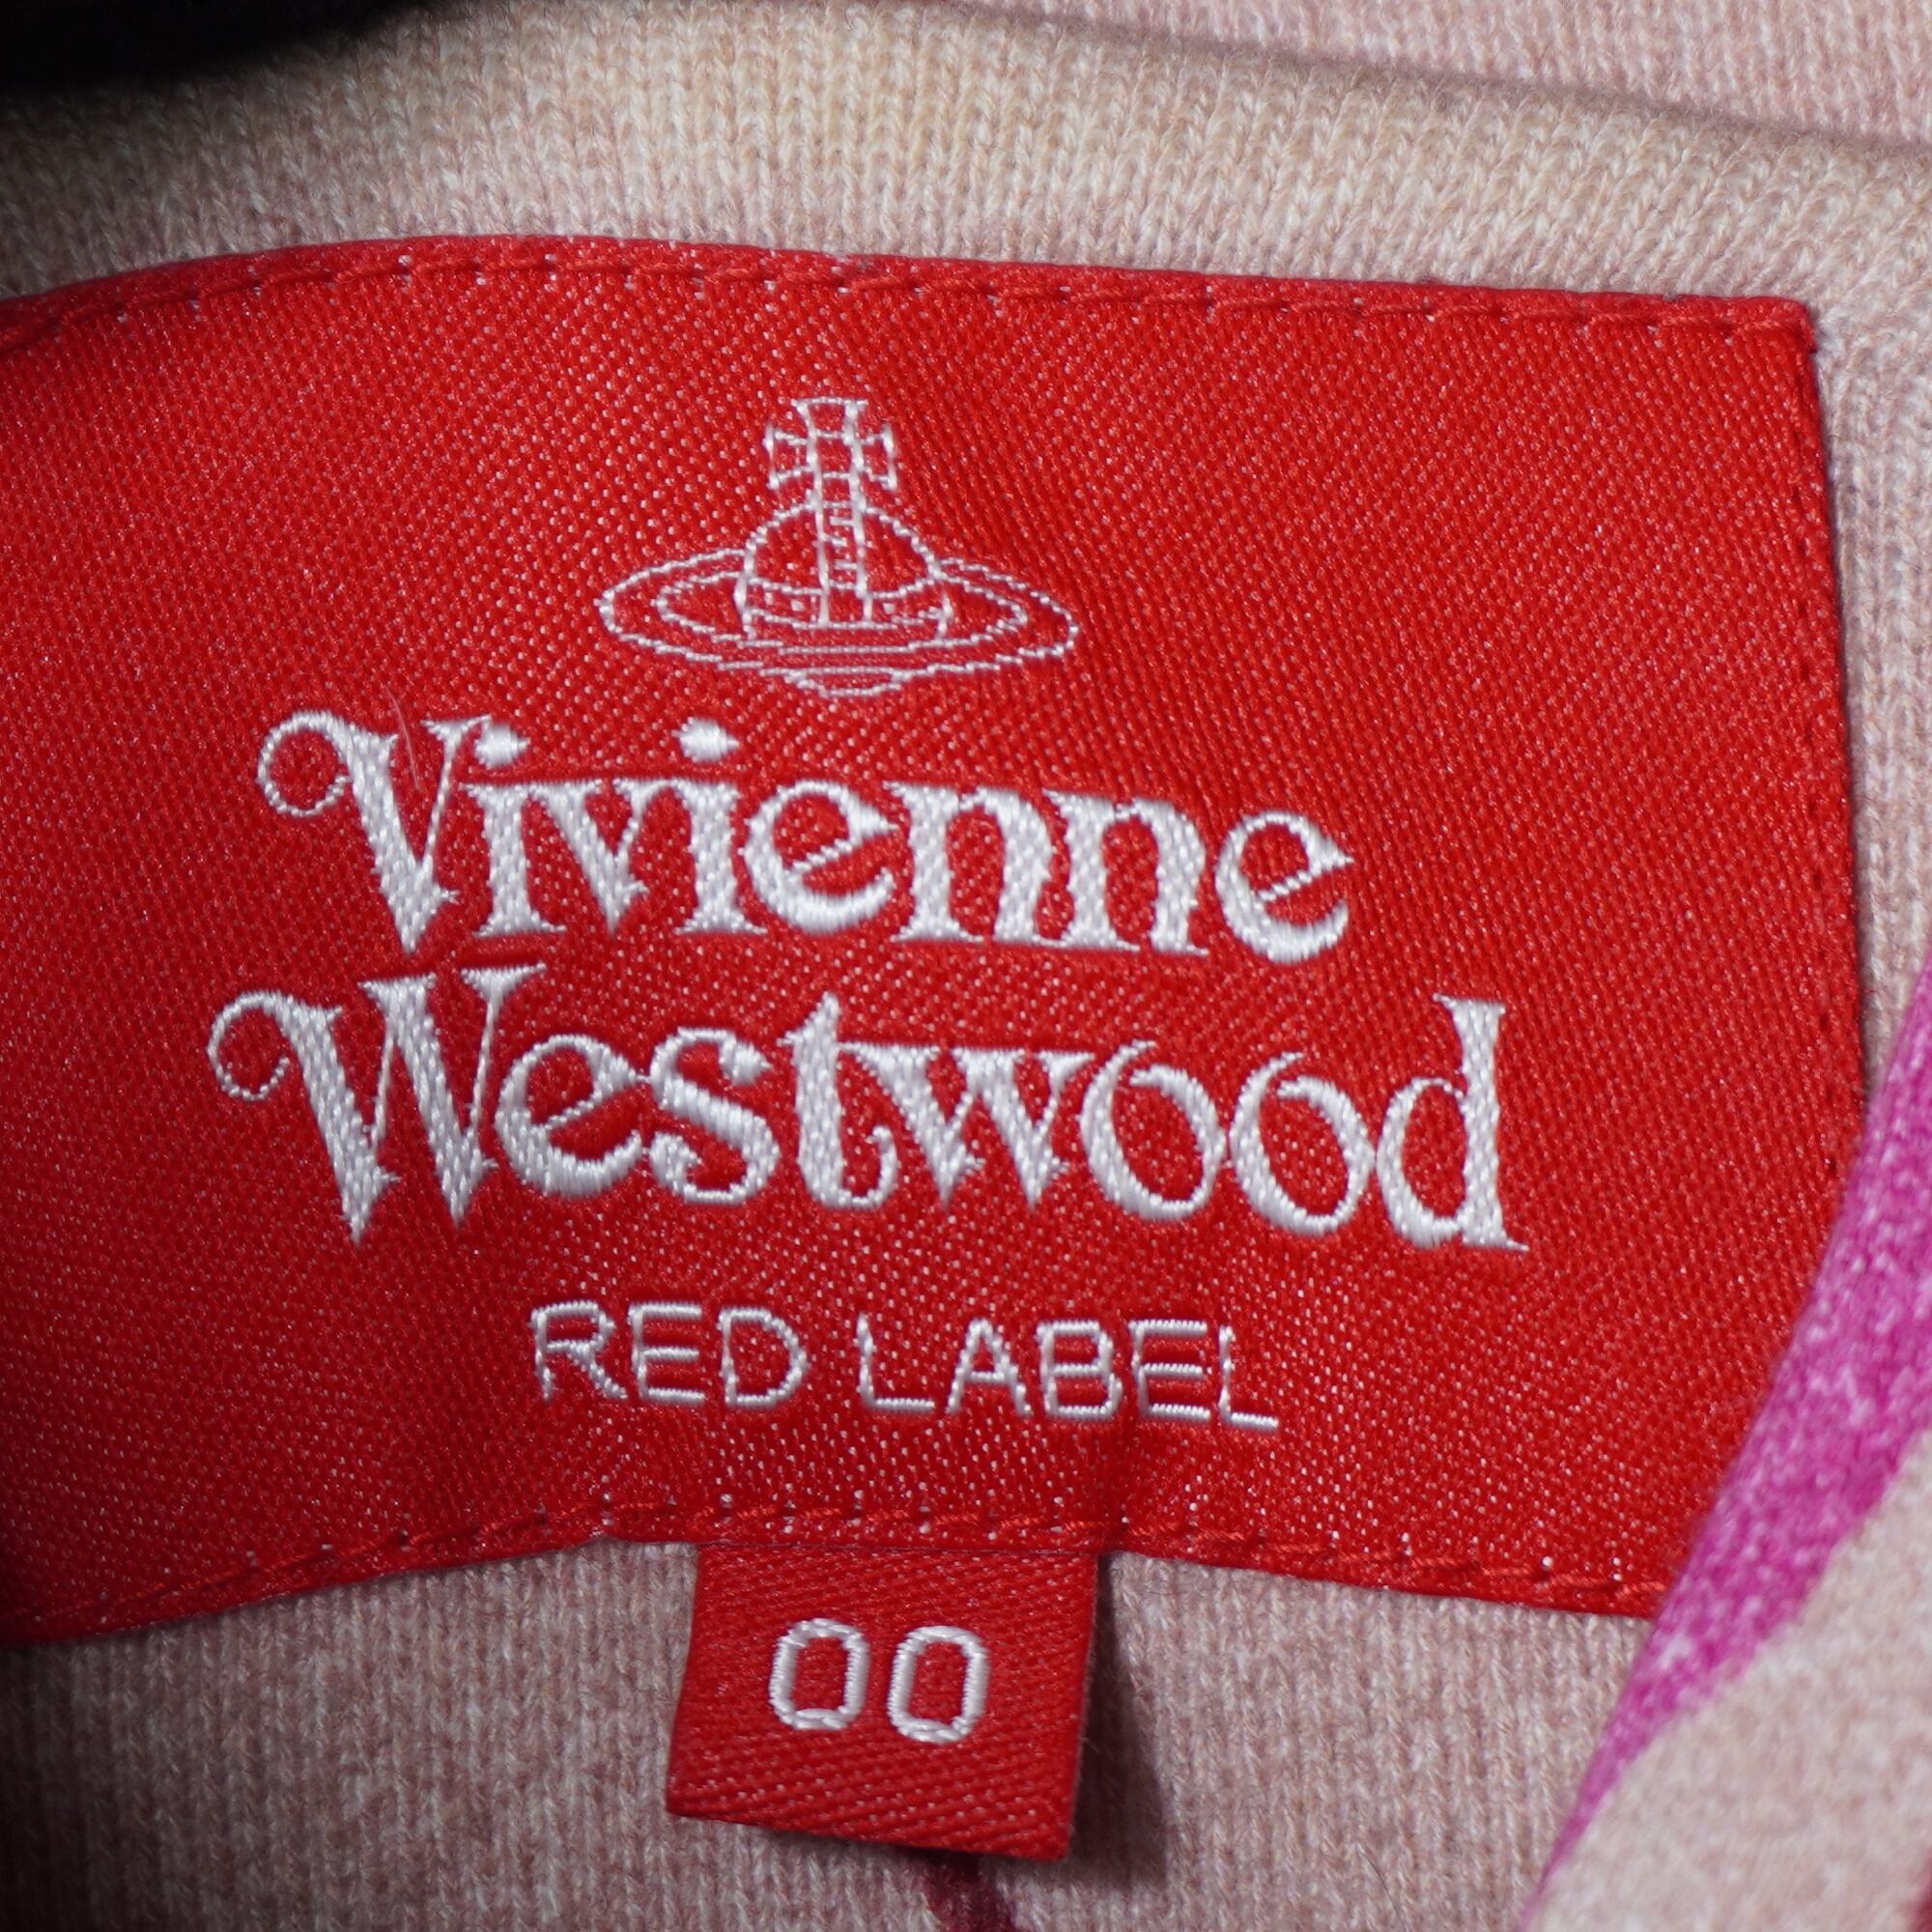 Vivienne
Westwood
RED LABEL
00